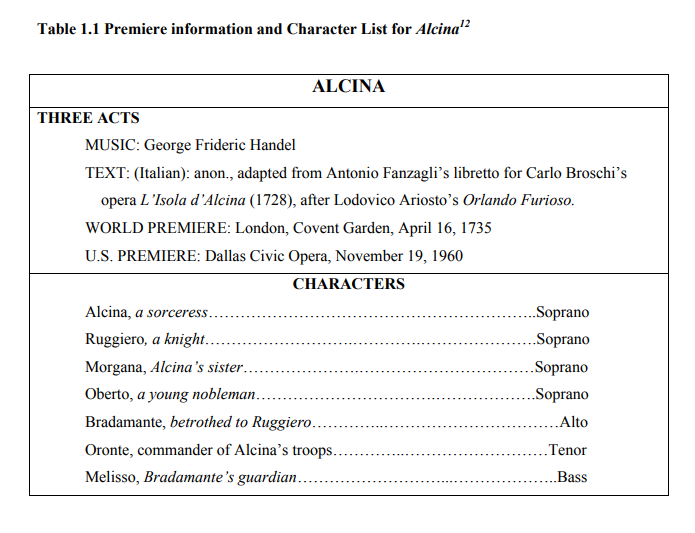 Table 1.1 Premiere information and Character List for Alcina12
ALCINA
THREE ACTS
MUSIC: George Frideric Handel
TEXT: (Italian): anon., adapted from Antonio Fanzagli’s libretto for Carlo Broschi’s
opera L’Isola d’Alcina (1728), after Lodovico Ariosto’s Orlando Furioso.
WORLD PREMIERE: London, Covent Garden, April 16, 1735
U.S. PREMIERE: Dallas Civic Opera, November 19, 1960
CHARACTERS
Alcina, a sorceress…………………………………………………………..Soprano
Ruggiero, a knight……………………………………………………….Soprano
Morgana, Alcina’s sister………………….…………………………Soprano
Oberto, a young nobleman……………………………..……………….Soprano
Bradamante, betrothed to Ruggiero…………..……………………………Alto
Oronte, commander of Alcina’s troops…………..………………………Tenor
Melisso, Bradamante’s guardian………………………...………………..Bass